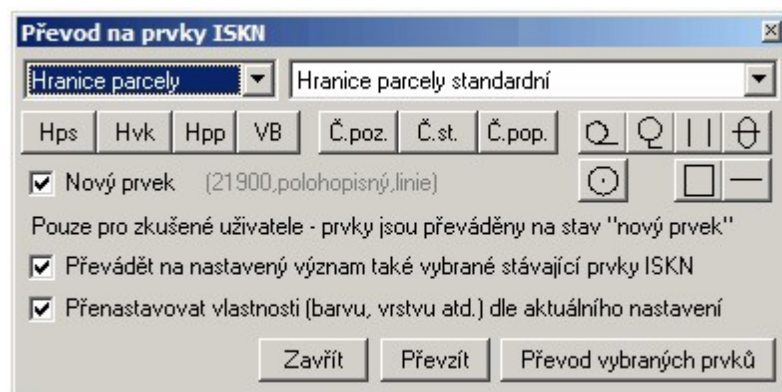 Převod na prvky ISKN
Hranice parcely Hranice parcely standardní
Hps Hvk Hpp VB Č.poz. Č.st. Č.pop.
Nový prvek (21900,polohopisný,linie)
Pouze pro zkušené uživatele - prvky jsou převáděny na stav "nový prvek"
Převádět na nastavený význam také vybrané stávající prvky ISKN
Přenastavovat vlastnosti (barvu, vrstvu atd.) dle aktuálního nastavení
Zavřít Převzít Převod vybraných prvků